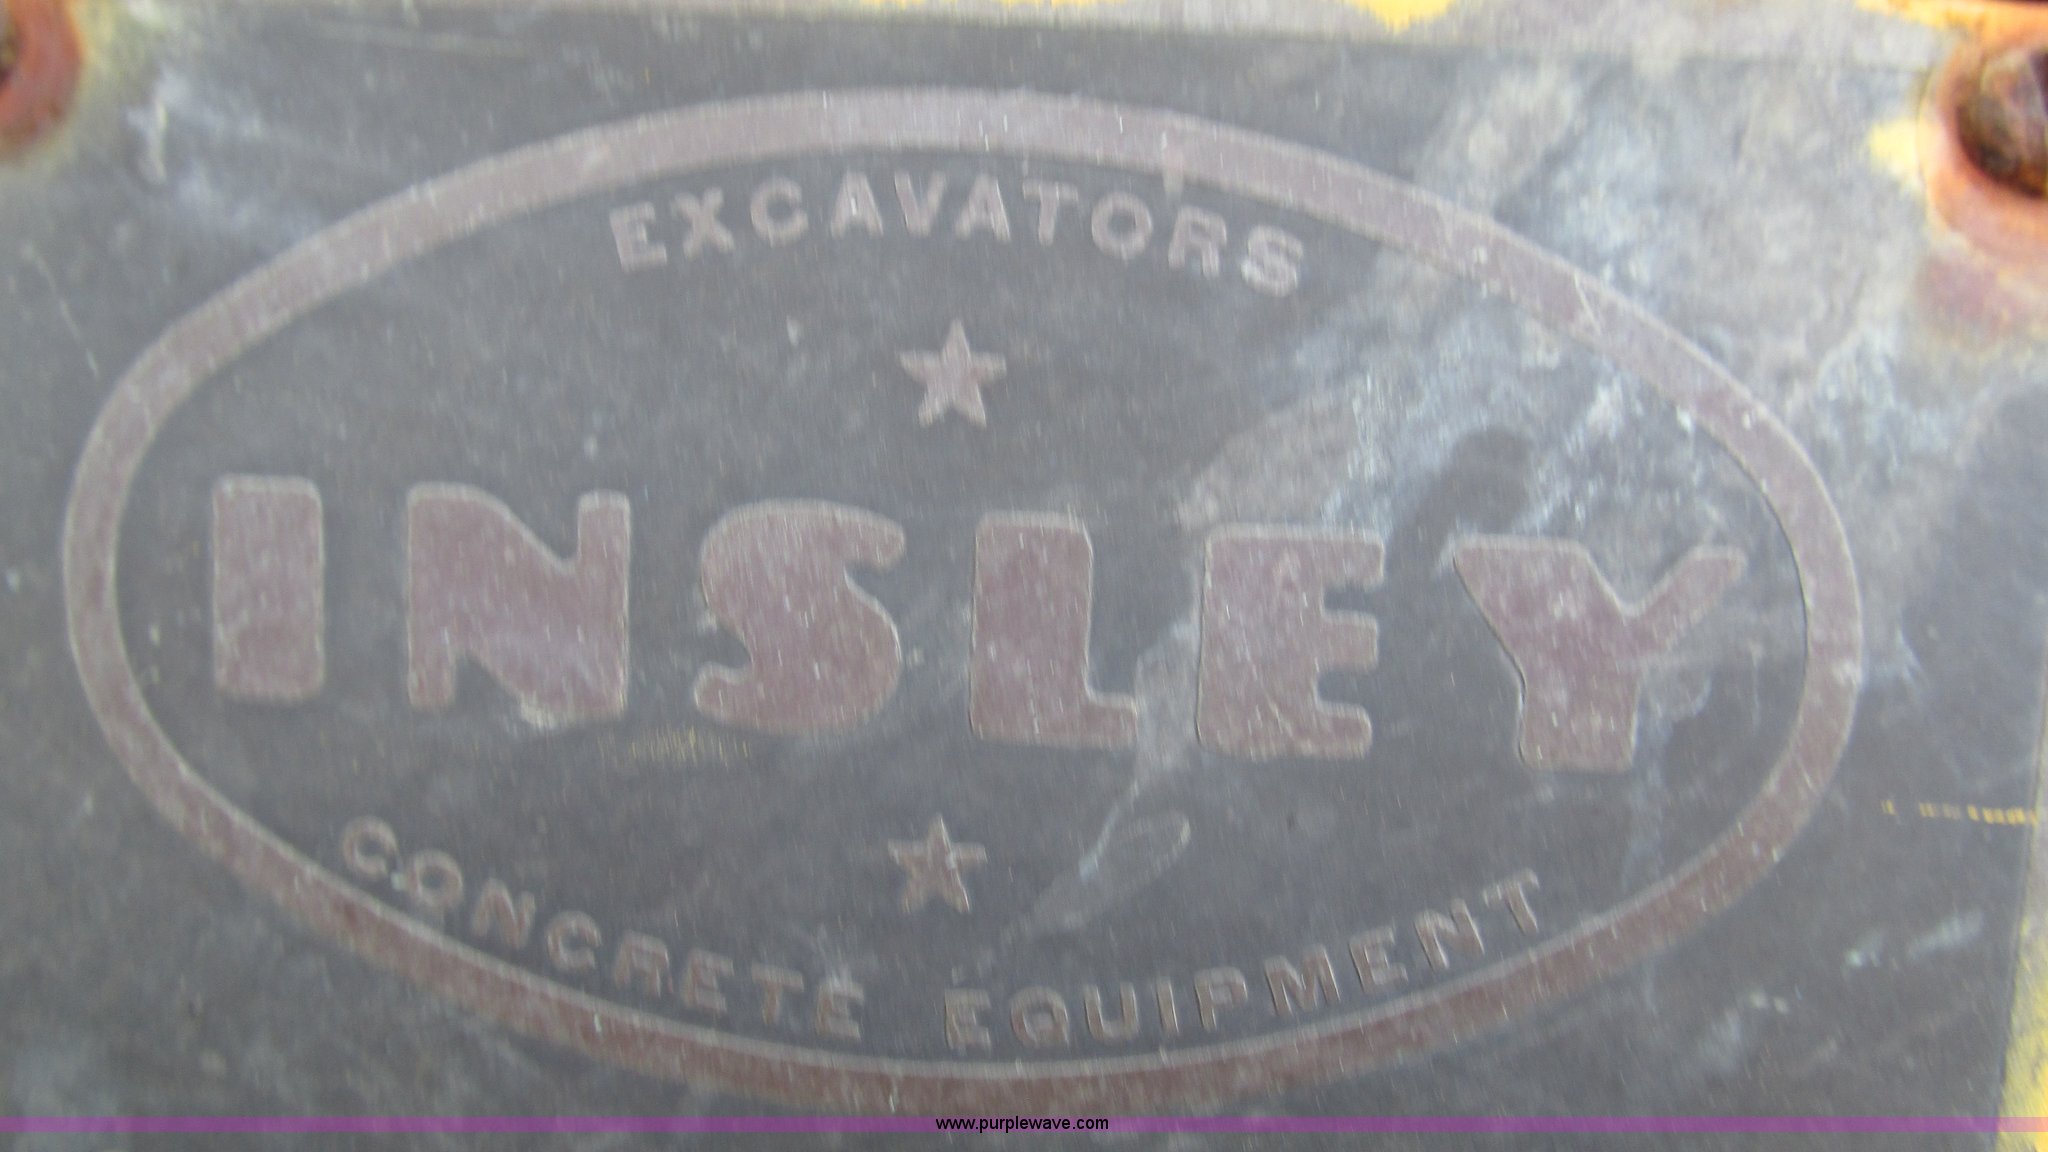 EXCAVATORS
INSLEY
CONCRETE EQUIPMENT
www.purplewave.com